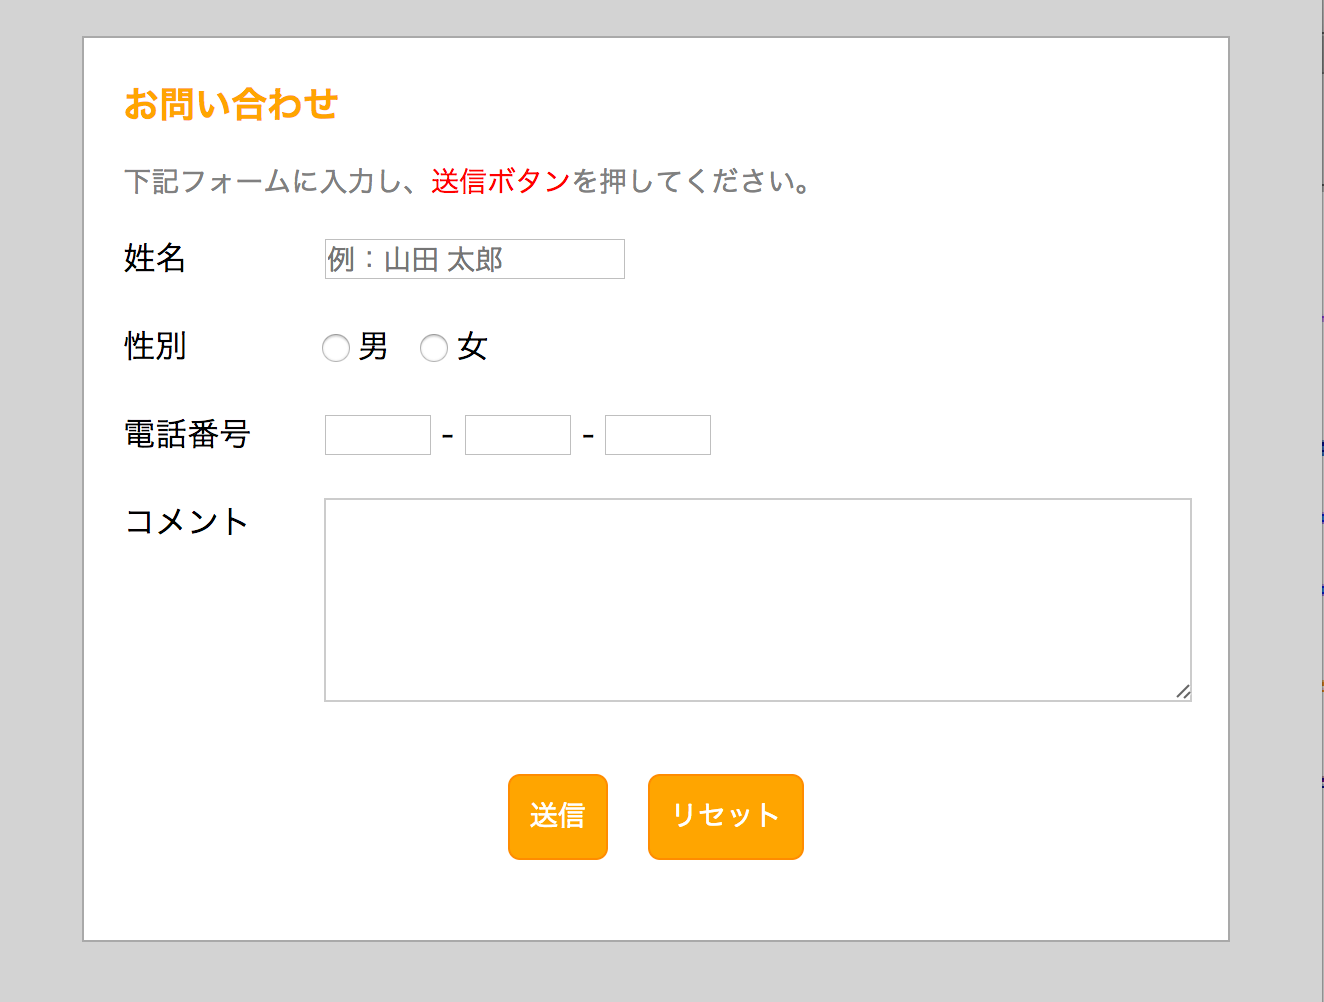 お問い合わせ
下記フォームに入力し、送信ボタンを押してください。
姓名 例：山田 太郎
性別 男 女
電話番号 - -
コメント
送信 リセット